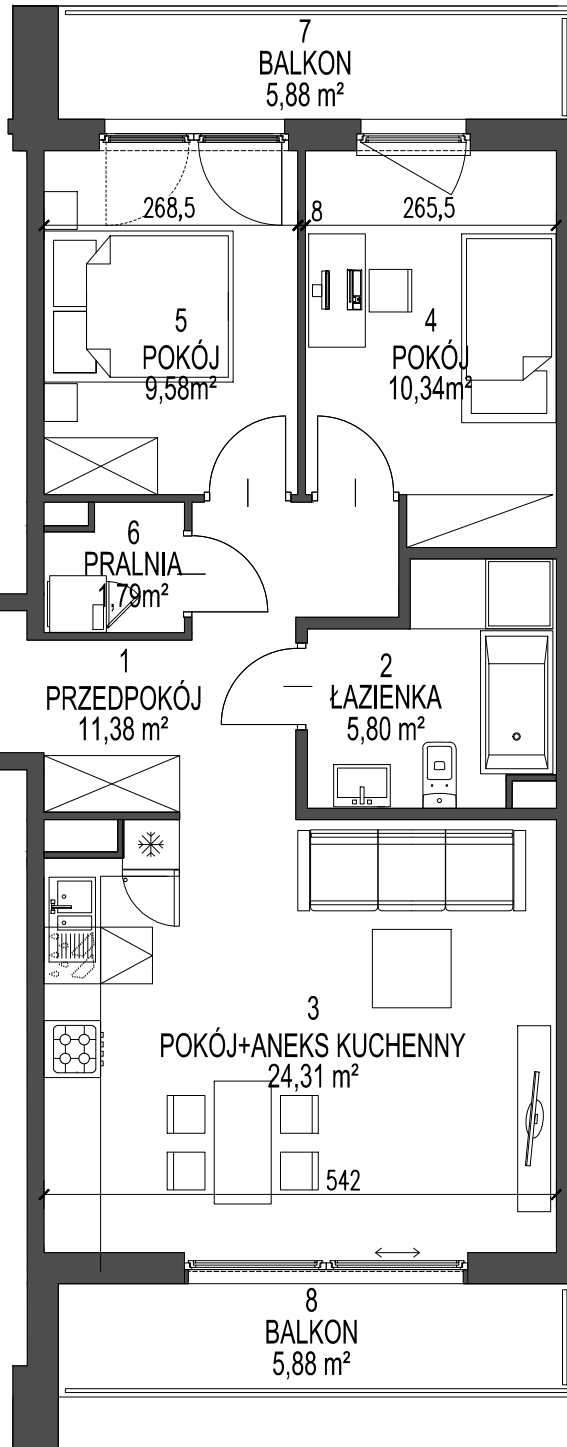 7
BALKON
5,88 m²
268,5
8
265,5
5
POKÓJ
9,58m²
4
POKÓJ
10,34m²
6
PRALNIA
1,79m²
1
PRZEDPOKÓJ
11,38 m²
2
ŁAZIENKA
5,80 m²
3
POKÓJ+ANEKS KUCHENNY
24,31 m²
542
8
BALKON
5,88 m²